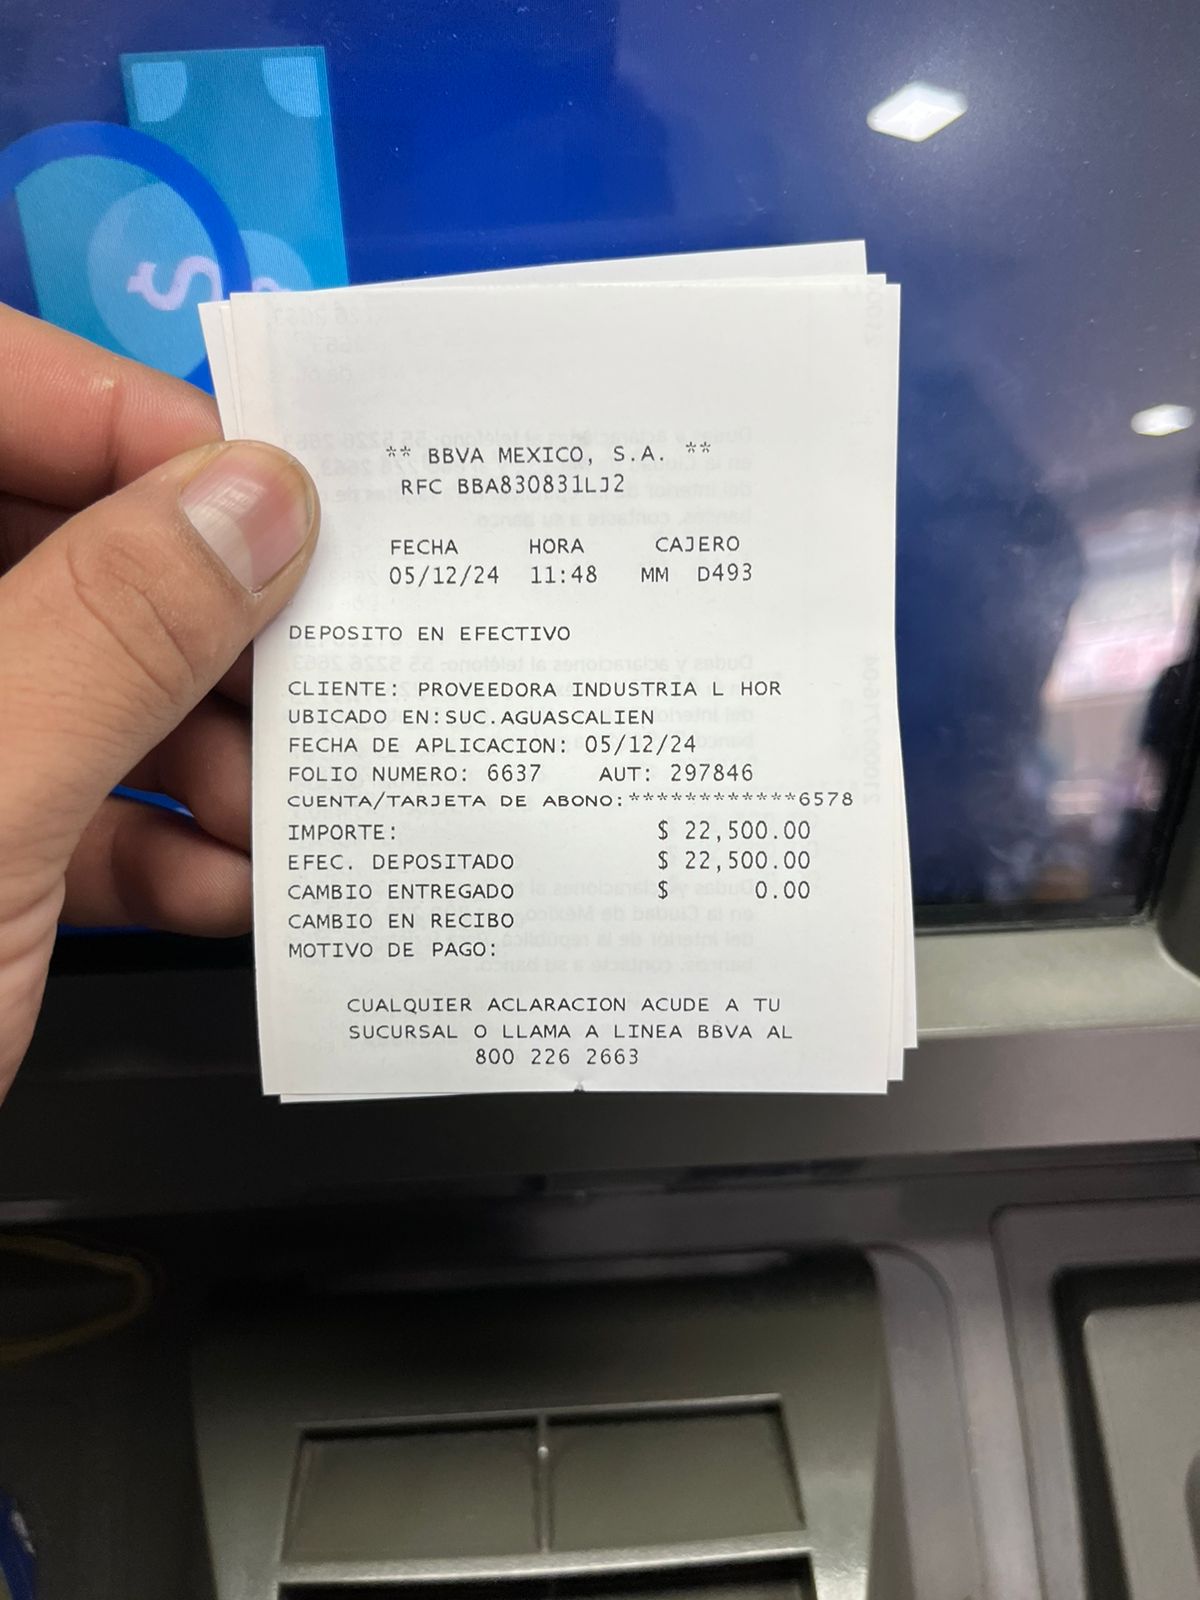 $
** BBVA MEXICO, S.A. **
RFC BBA830831LJ2
FECHA HORA CAJERO
05/12/24 11:48 MM D493
DEPOSITO EN EFECTIVO
CLIENTE: PROVEEDORA INDUSTRIA L HOR
UBICADO EN:SUC.AGUASCALIEN
FECHA DE APLICACION: 05/12/24
FOLIO NUMERO: 6637 AUT: 297846
CUENTA/TARJETA DE ABONO:************6578
IMPORTE: $ 22,500.00
EFEC. DEPOSITADO $ 22,500.00
CAMBIO ENTREGADO $ 0.00
CAMBIO EN RECIBO
MOTIVO DE PAGO:
CUALQUIER ACLARACION ACUDE A TU
SUCURSAL O LLAMA A LINEA BBVA AL
800 226 2663